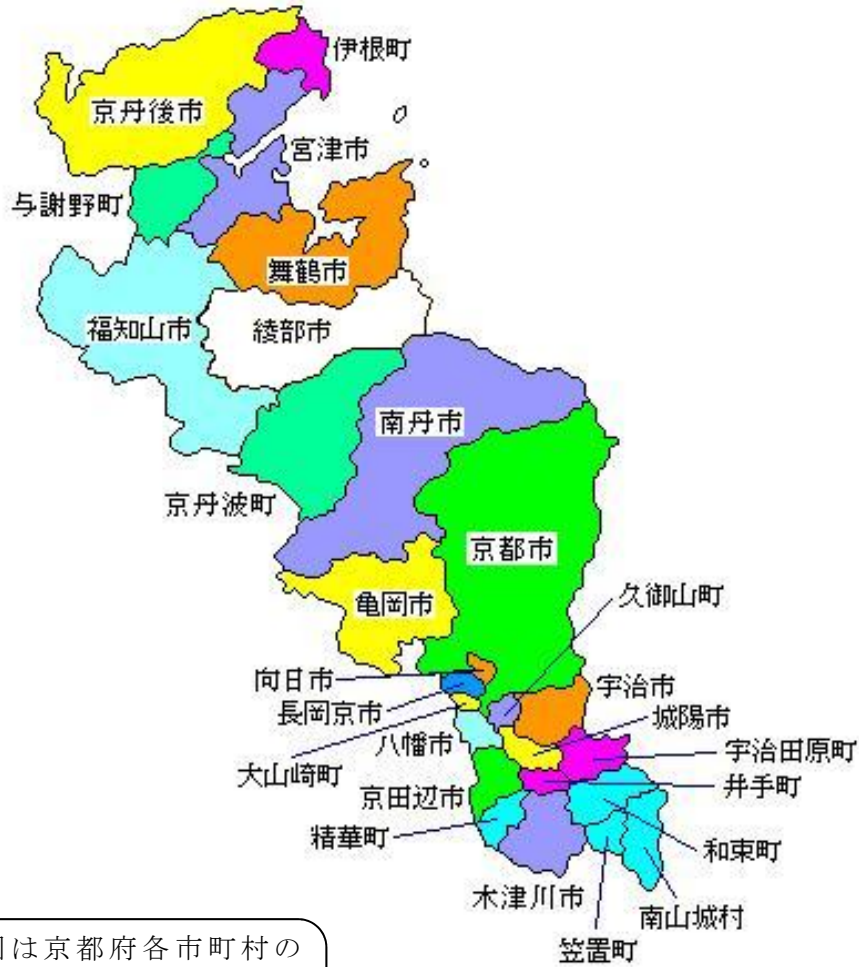 伊根町
京丹後市
宮津市
与謝野町
舞鶴市
福知山市
綾部市
南丹市
京丹波町
京都市
亀岡市
久御山町
向日市
宇治市
長岡京市
城陽市
八幡市
大山崎町
宇治田原町
京田辺市
井手町
精華町
和束町
木津川市
南山城村
笠置町
は京都府各市町村の